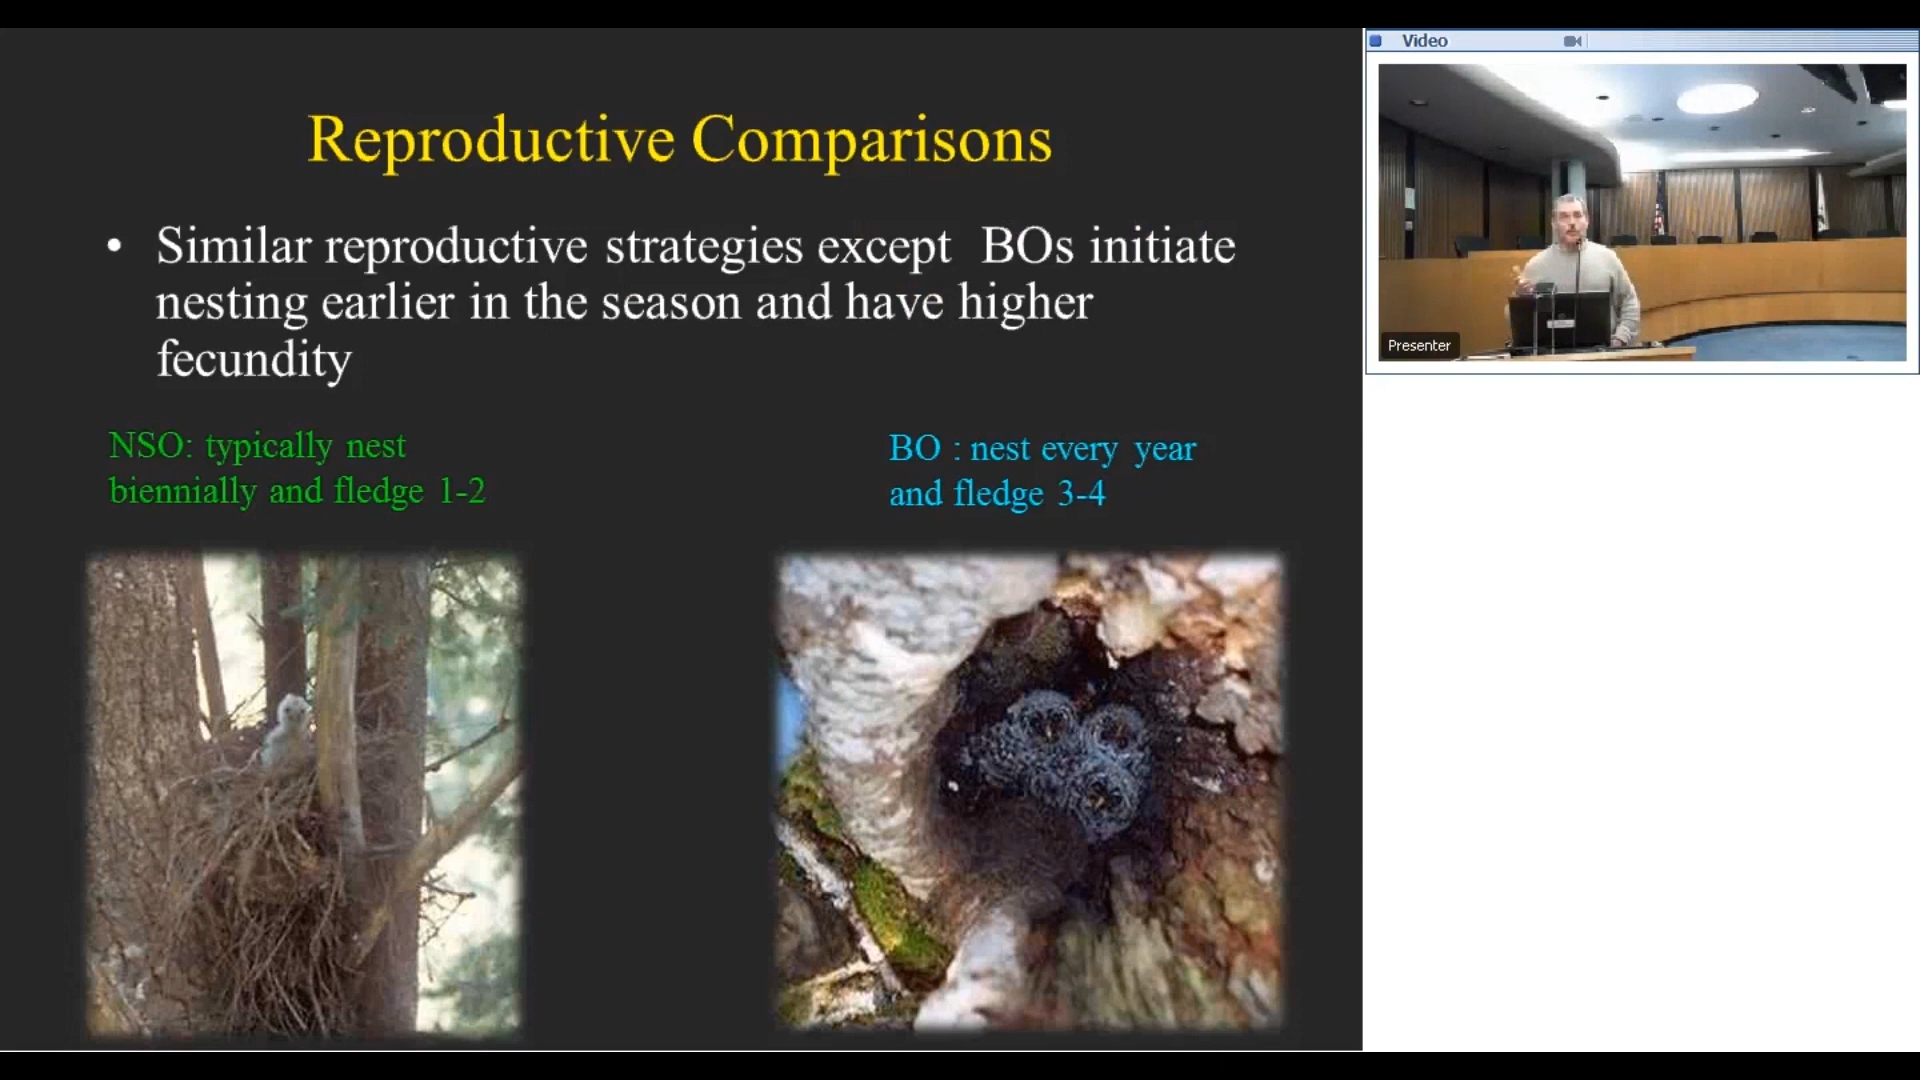 Reproductive Comparisons
• Similar reproductive strategies except BOs initiate
nesting earlier in the season and have higher
fecundity
NSO: typically nest
biennially and fledge 1-2
BO : nest every year
and fledge 3-4
Video
Presenter